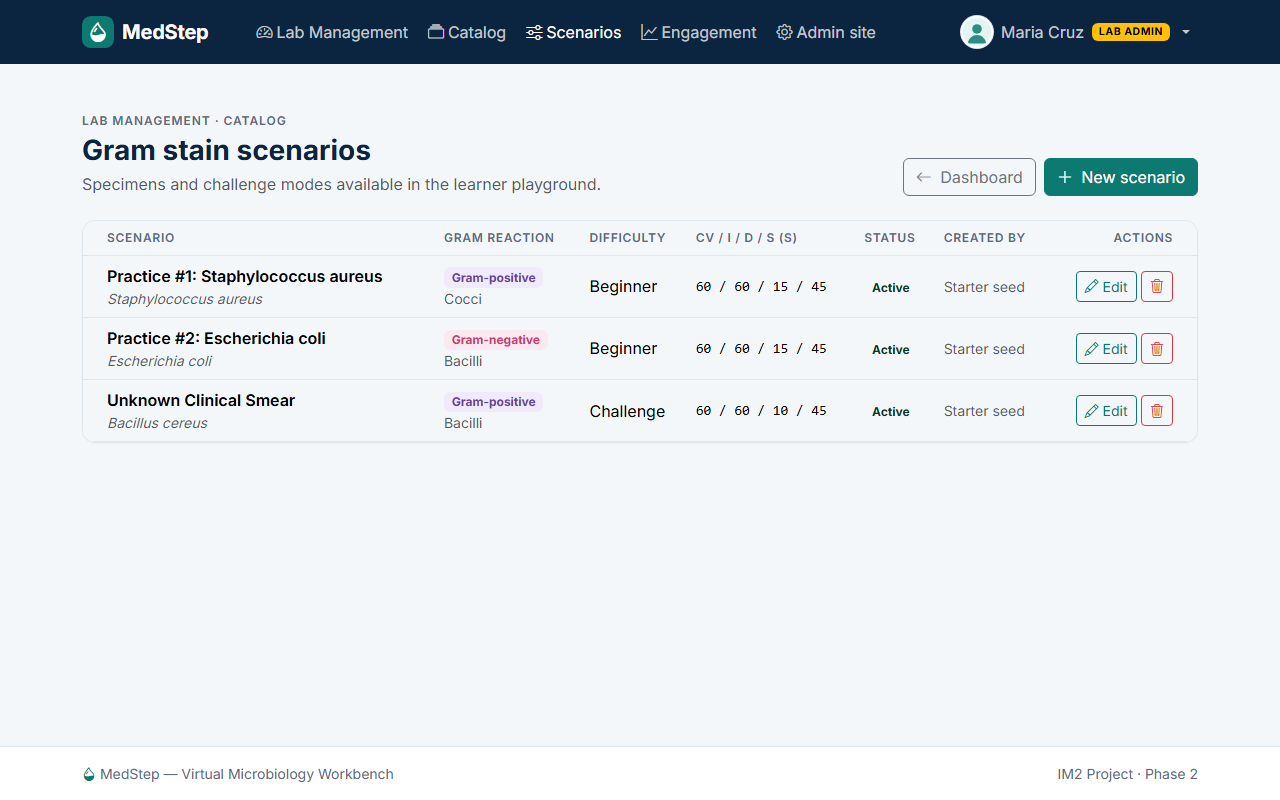 MedStep
Lab Management
Catalog
Scenarios
Engagement
Admin site
Maria Cruz
LAB ADMIN
LAB MANAGEMENT · CATALOG
Gram stain scenarios
Specimens and challenge modes available in the learner playground.
← Dashboard
+ New scenario
SCENARIO GRAM REACTION DIFFICULTY CV / I / D / S (S) STATUS CREATED BY ACTIONS
Practice #1: Staphylococcus aureus
Staphylococcus aureus
Gram-positive
Cocci
Beginner
60 / 60 / 15 / 45
Active
Starter seed
Edit
Practice #2: Escherichia coli
Escherichia coli
Gram-negative
Bacilli
Beginner
60 / 60 / 15 / 45
Active
Starter seed
Edit
Unknown Clinical Smear
Bacillus cereus
Gram-positive
Bacilli
Challenge
60 / 60 / 10 / 45
Active
Starter seed
Edit
MedStep — Virtual Microbiology Workbench
IM2 Project · Phase 2